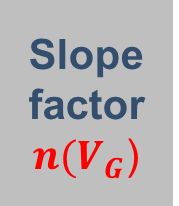 Slope
factor
n(V_G)